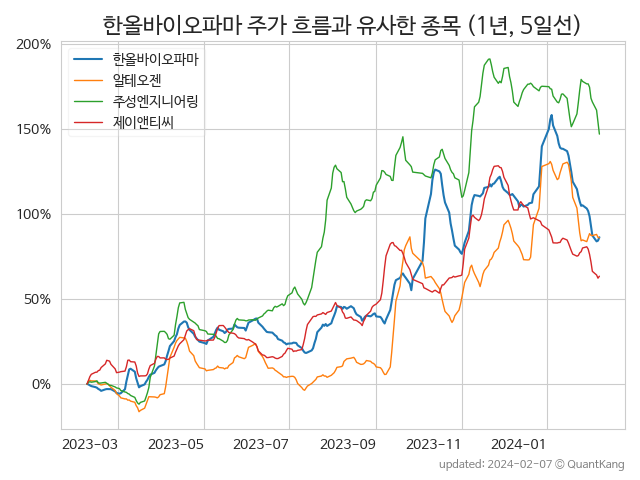 한올바이오파마 주가 흐름과 유사한 종목 (1년, 5일선)
200%
150%
100%
50%
0%
한올바이오파마
알테오젠
주성엔지니어링
제이앤티씨
2023-03
2023-05
2023-07
2023-09
2023-11
2024-01
updated: 2024-02-07 © QuantKang